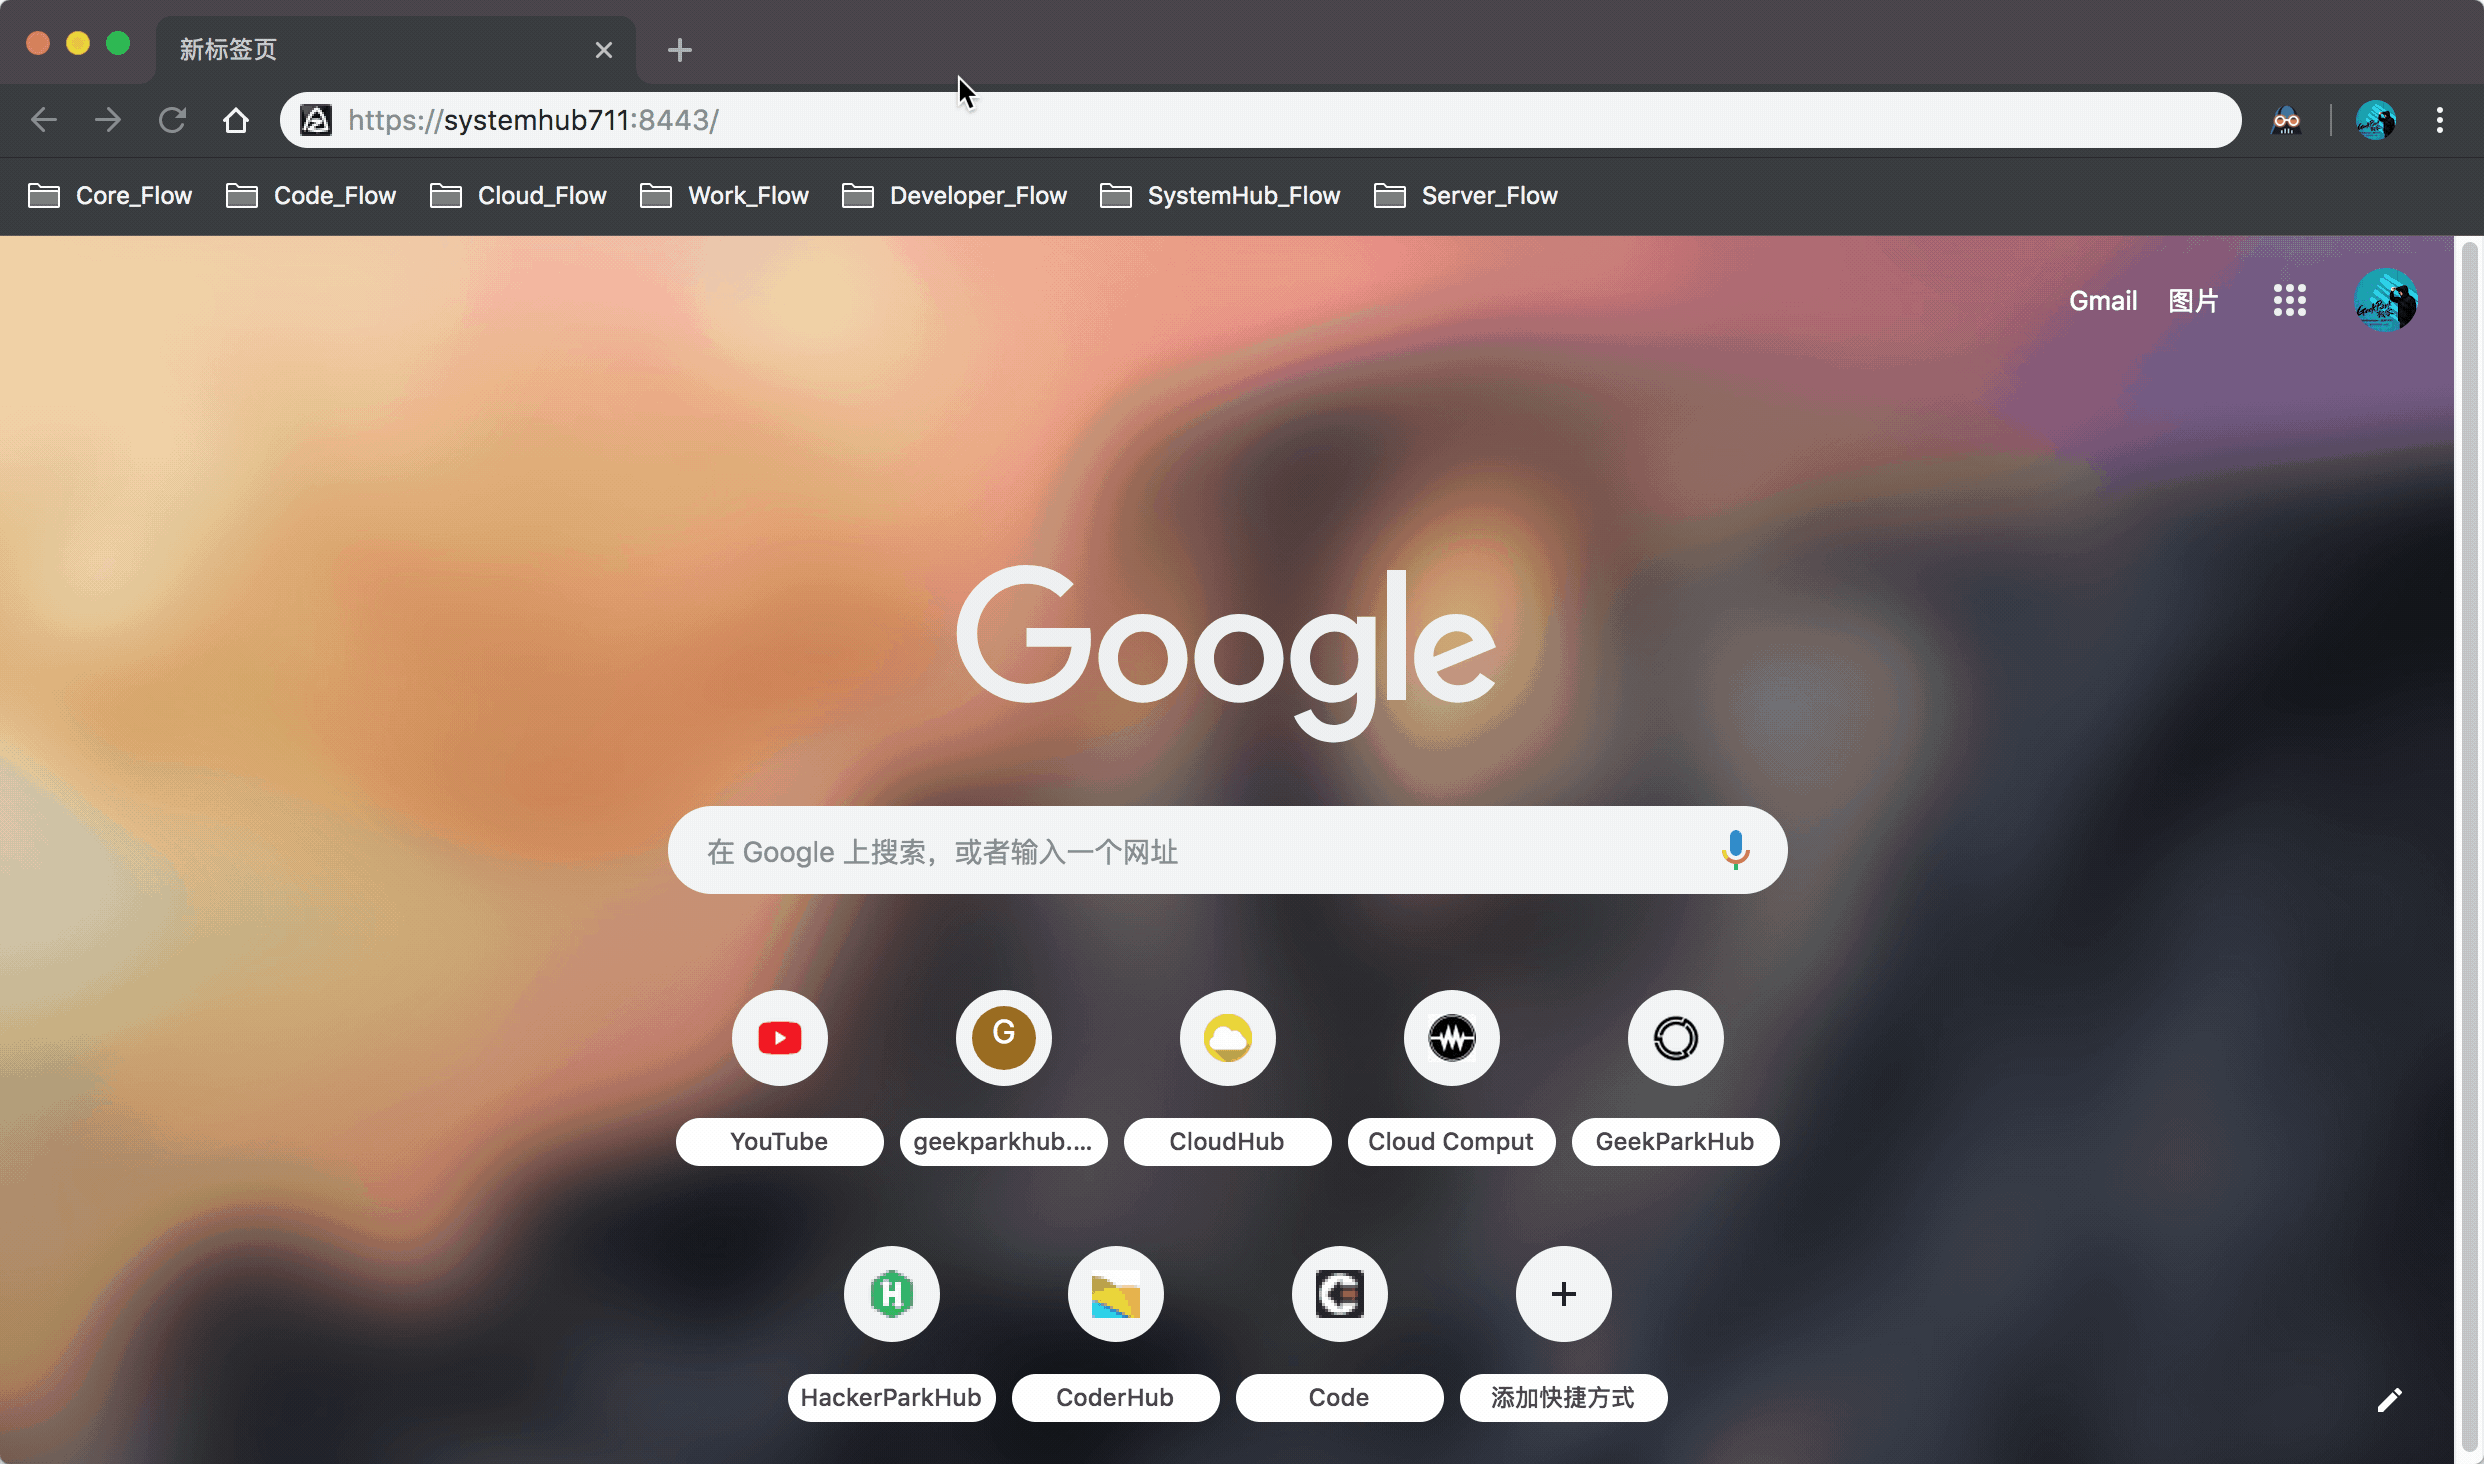 新标签页
https://systemhub711:8443/
Core_Flow Code_Flow Cloud_Flow Work_Flow Developer_Flow SystemHub_Flow Server_Flow
Gmail 图片
Google
在 Google 上搜索，或者输入一个网址
G
YouTube geekparkhub.... CloudHub Cloud Comput GeekParkHub
H
HackerParkHub CoderHub Code 添加快捷方式